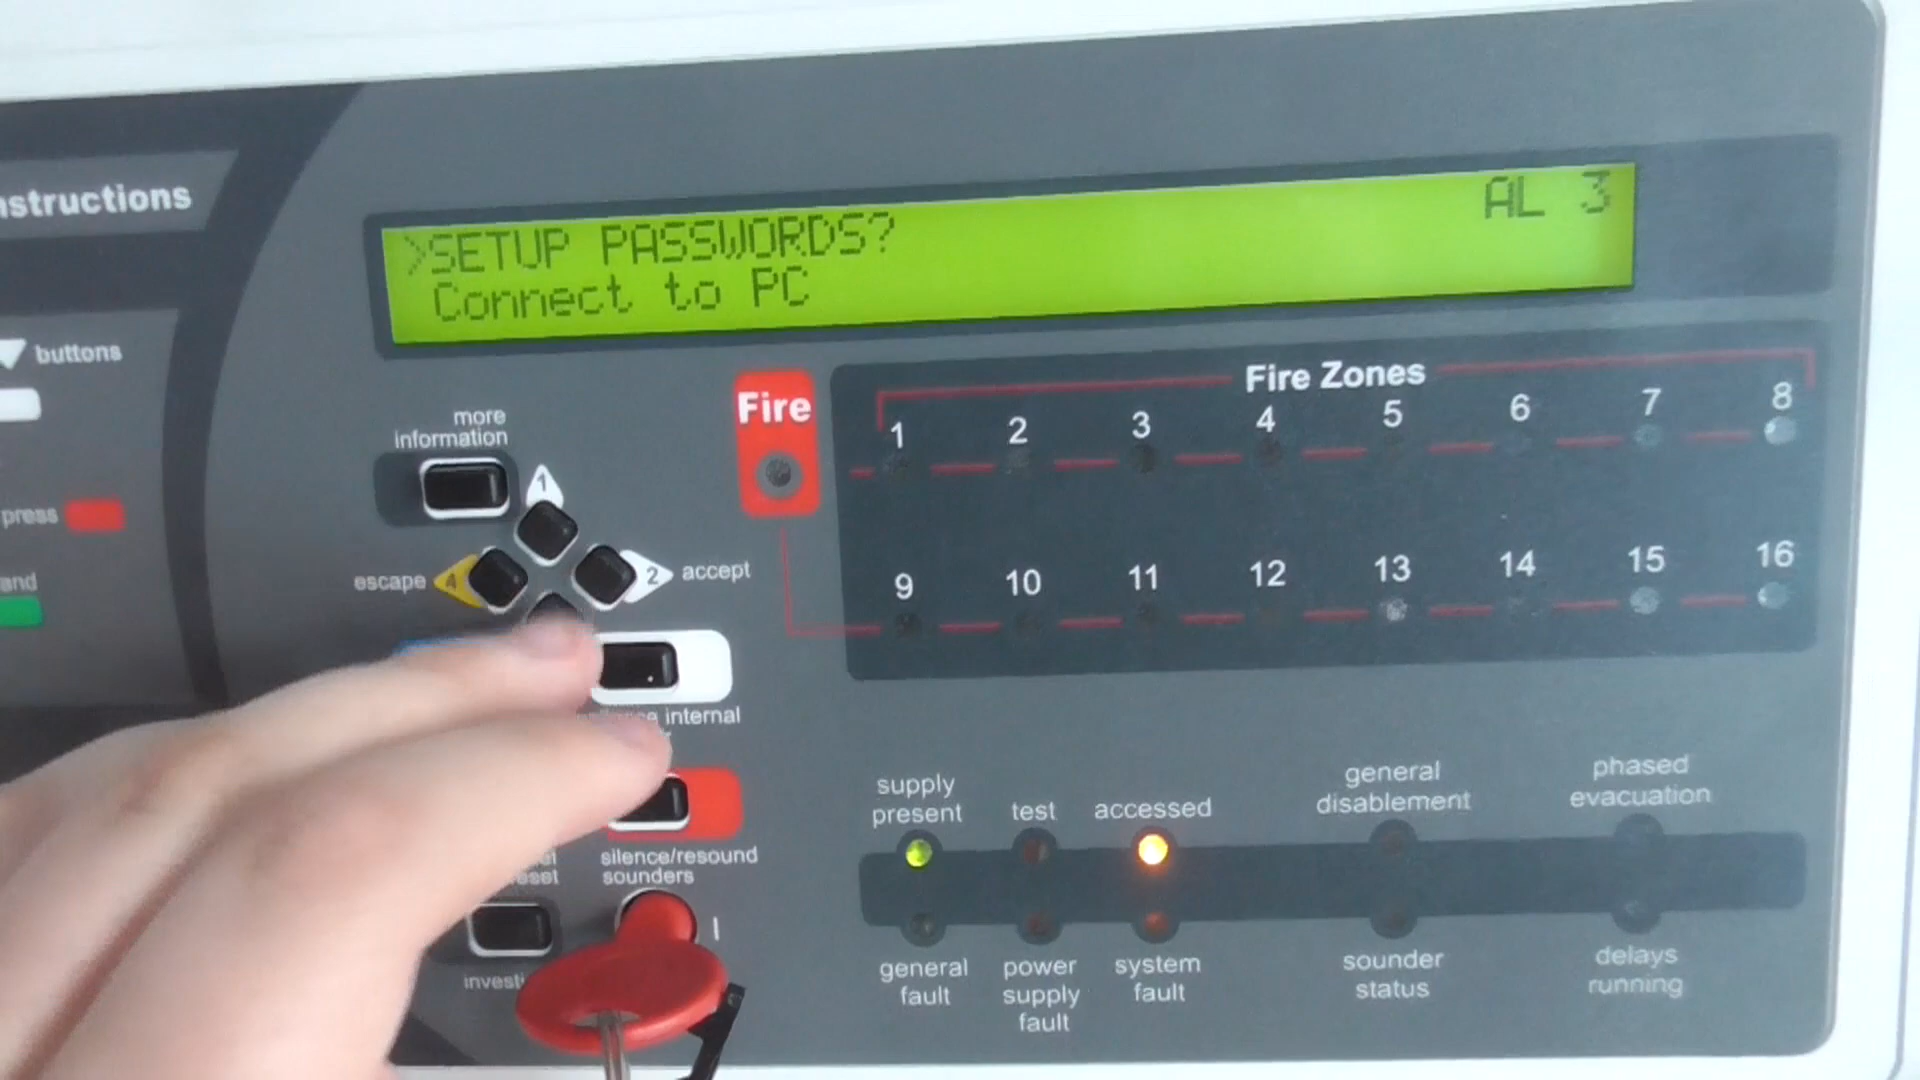 nstructions
>SETUP PASSWORDS?
AL 3
Connect to PC
buttons
press
and
more
information
1
escape
4
2
accept
internal
silence/resound
sounders
set
I
investi
Fire
Fire Zones
1 2 3 4 5 6 7 8
9 10 11 12 13 14 15 16
supply
present
test
accessed
general
disablement
phased
evacuation
general
fault
power
supply
fault
system
fault
sounder
status
delays
running